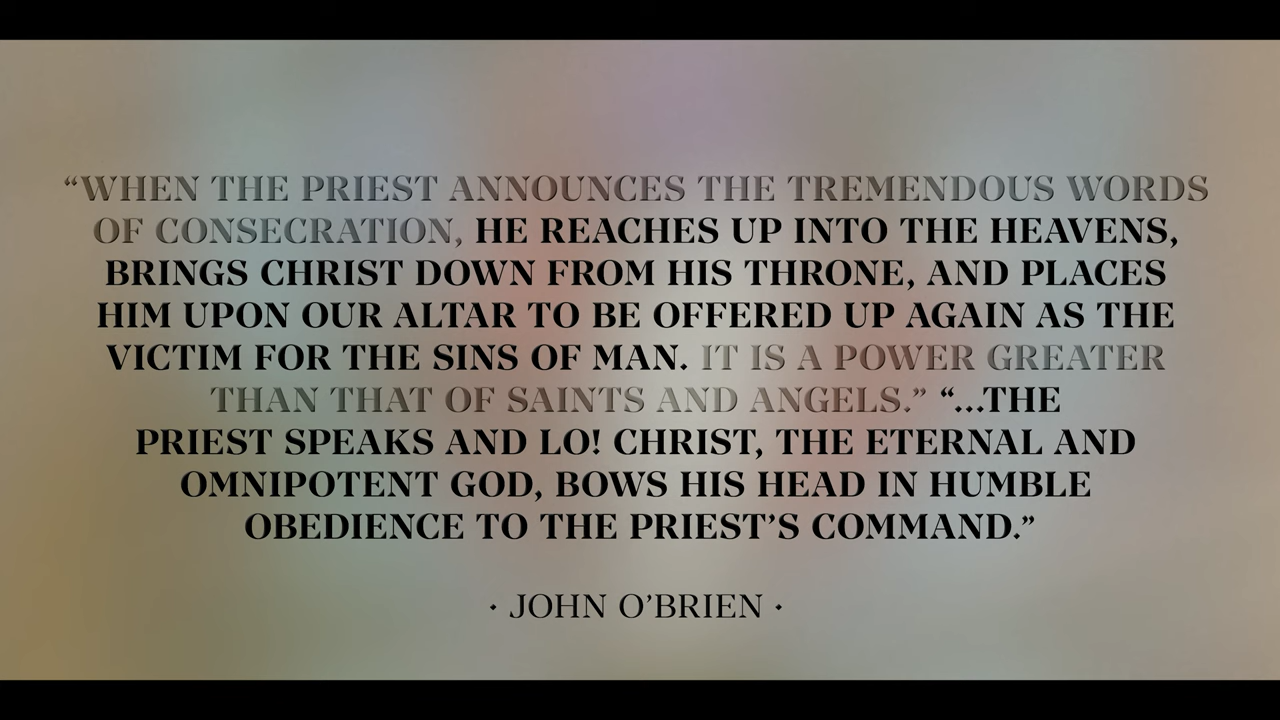 “WHEN THE PRIEST ANNOUNCES THE TREMENDOUS WORDS
OF CONSECRATION, HE REACHES UP INTO THE HEAVENS,
BRINGS CHRIST DOWN FROM HIS THRONE, AND PLACES
HIM UPON OUR ALTAR TO BE OFFERED UP AGAIN AS THE
VICTIM FOR THE SINS OF MAN. IT IS A POWER GREATER
THAN THAT OF SAINTS AND ANGELS.” “...THE
PRIEST SPEAKS AND LO! CHRIST, THE ETERNAL AND
OMNIPOTENT GOD, BOWS HIS HEAD IN HUMBLE
OBEDIENCE TO THE PRIEST’S COMMAND.”
• JOHN O’BRIEN •